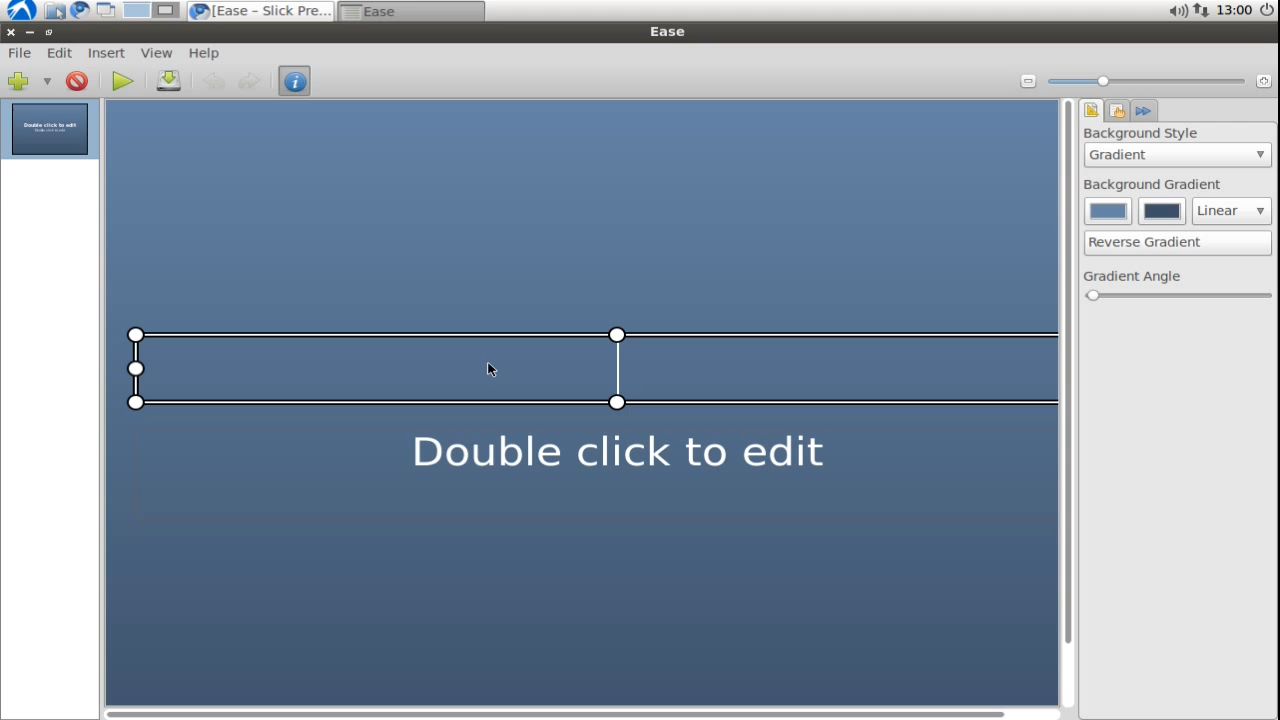 [Ease – Slick Pre...
Ease
13:00
Ease
File Edit Insert View Help
Double click to edit
Double click to edit
Background Style
Gradient
Background Gradient
Linear
Reverse Gradient
Gradient Angle
Double click to edit